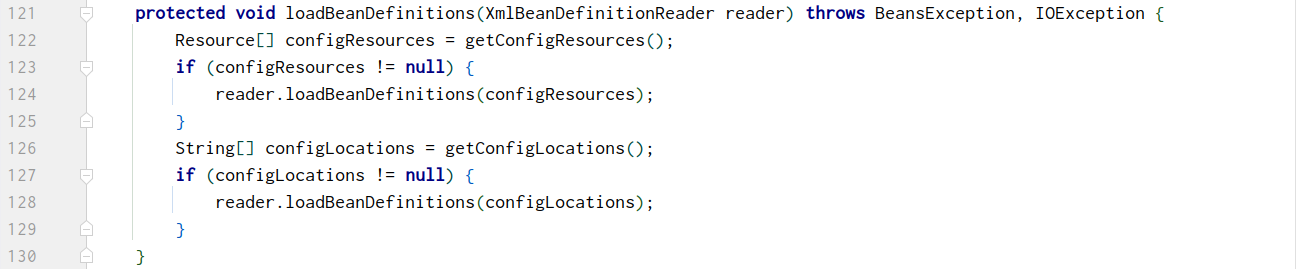 121 protected void loadBeanDefinitions(XmlBeanDefinitionReader reader) throws BeansException, IOException {
122     Resource[] configResources = getConfigResources();
123     if (configResources != null) {
124         reader.loadBeanDefinitions(configResources);
125     }
126     String[] configLocations = getConfigLocations();
127     if (configLocations != null) {
128         reader.loadBeanDefinitions(configLocations);
129     }
130 }